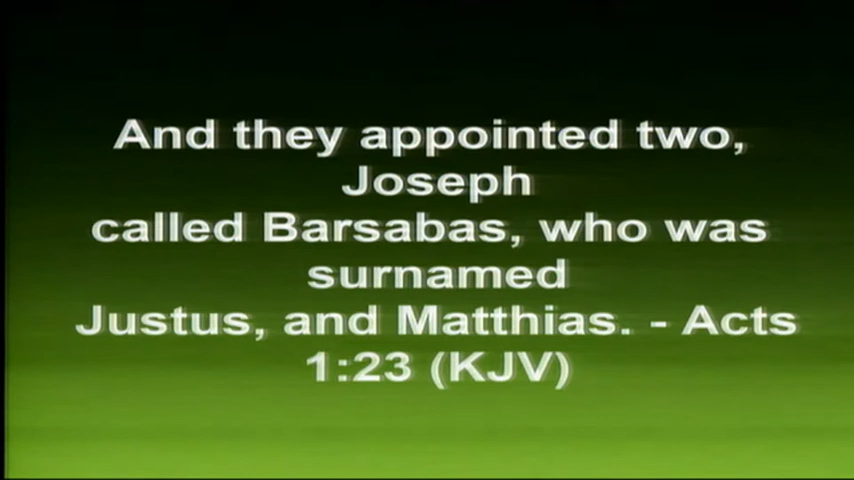 And they appointed two,
Joseph
called Barsabas, who was
surnamed
Justus, and Matthias. - Acts
1:23 (KJV)